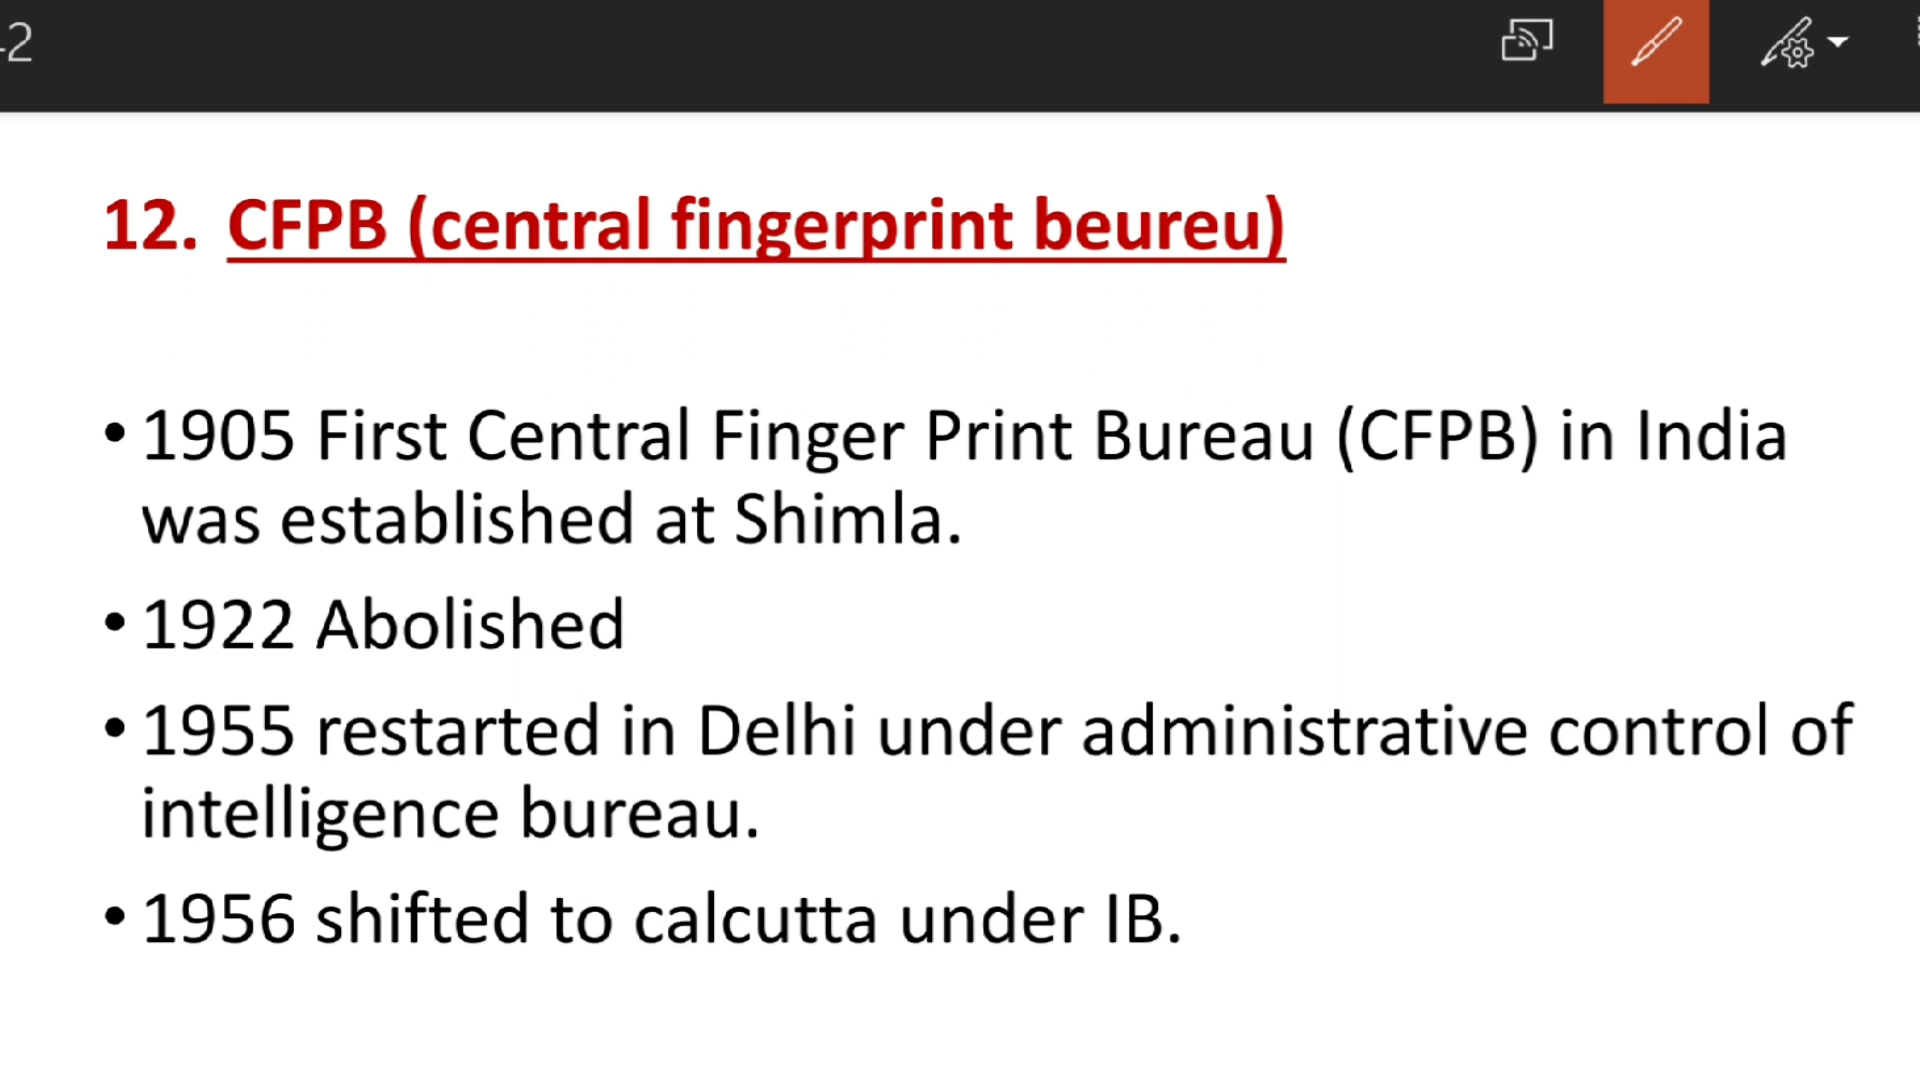 -2
12. CFPB (central fingerprint beureu)
• 1905 First Central Finger Print Bureau (CFPB) in India
was established at Shimla.
• 1922 Abolished
• 1955 restarted in Delhi under administrative control of
intelligence bureau.
• 1956 shifted to calcutta under IB.